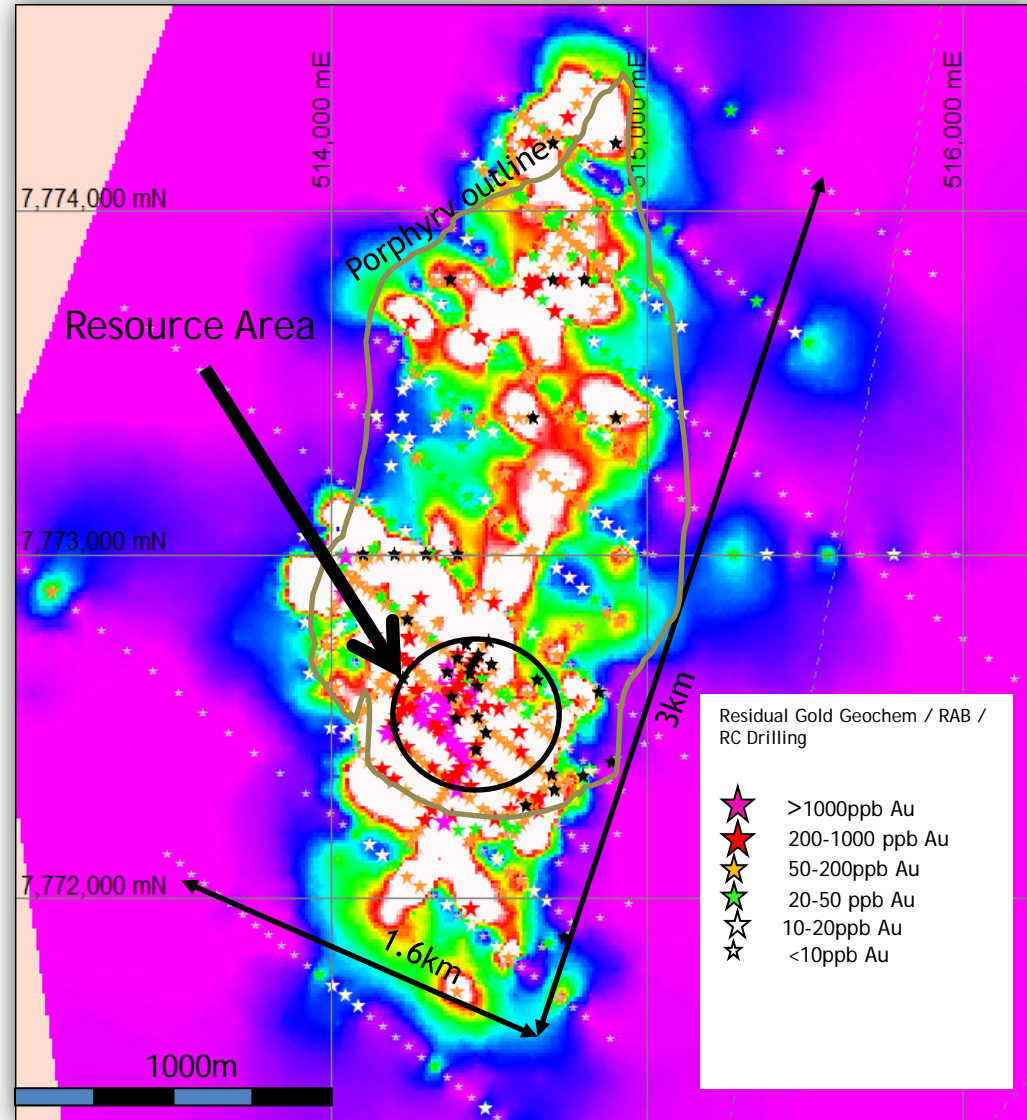 514,000 mE
515,000 mE
516,000 mE
7,774,000 mN
Porphyry outline
Resource Area
7,773,000 mN
3km
Residual Gold Geochem / RAB /
RC Drilling
>1000ppb Au
200-1000 ppb Au
50-200ppb Au
20-50 ppb Au
10-20ppb Au
<10ppb Au
7,772,000 mN
1.6km
1000m